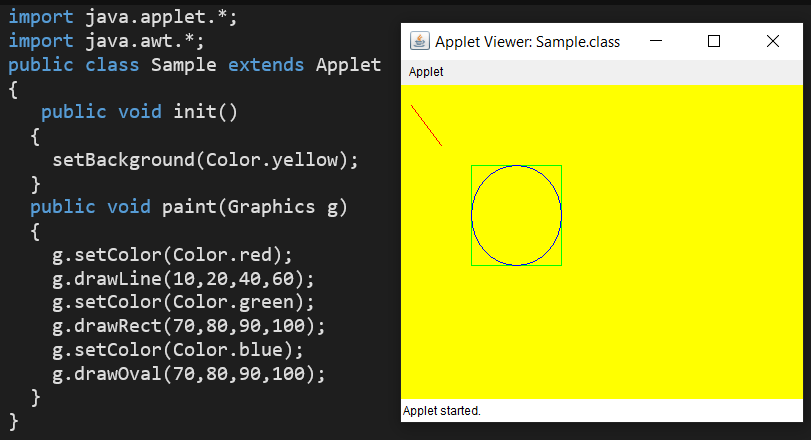 import java.applet.*;
import java.awt.*;
public class Sample extends Applet
{
   public void init()
  {
    setBackground(Color.yellow);
  }
  public void paint(Graphics g)
  {
    g.setColor(Color.red);
    g.drawLine(10,20,40,60);
    g.setColor(Color.green);
    g.drawRect(70,80,90,100);
    g.setColor(Color.blue);
    g.drawOval(70,80,90,100);
  }
}
Applet Viewer: Sample.class
Applet
Applet started.